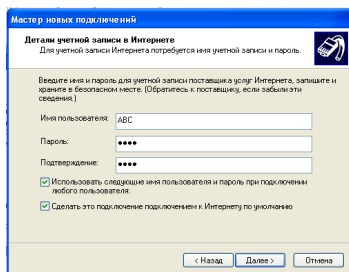 Мастер новых подключений
Детали учетной записи в Интернете
Для учетной записи Интернета потребуется имя учетной записи и пароль.
Введите имя и пароль для учетной записи поставщика услуг Интернета, запишите и
храните в безопасном месте. (Обратитесь к поставщику, если забыли эти
сведения.)
Имя пользователя: ABC
Пароль: ••••
Подтверждение: ••••
Использовать следующие имя пользователя и пароль при подключении
любого пользователя:
Сделать это подключение подключением к Интернету по умолчанию
< Назад Далее > Отмена